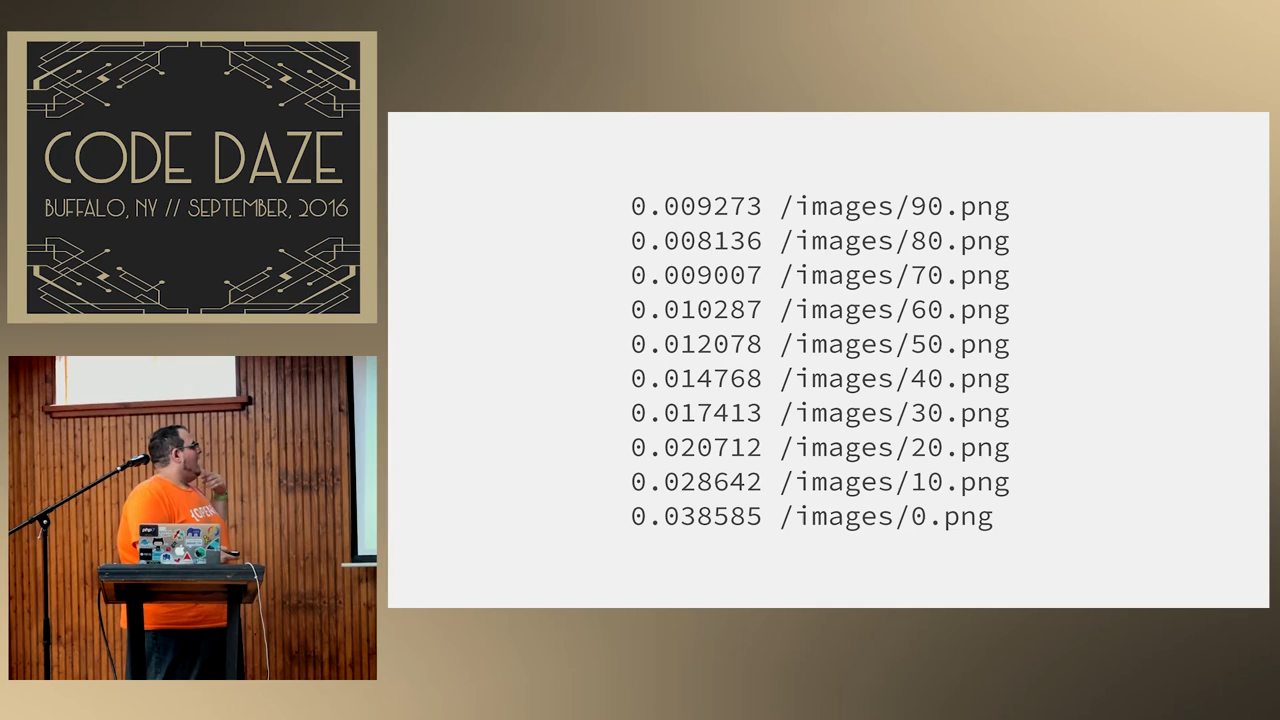 CODE DAZE
BUFFALO, NY // SEPTEMBER, 2016
0.009273 /images/90.png
0.008136 /images/80.png
0.009007 /images/70.png
0.010287 /images/60.png
0.012078 /images/50.png
0.014768 /images/40.png
0.017413 /images/30.png
0.020712 /images/20.png
0.028642 /images/10.png
0.038585 /images/0.png
php